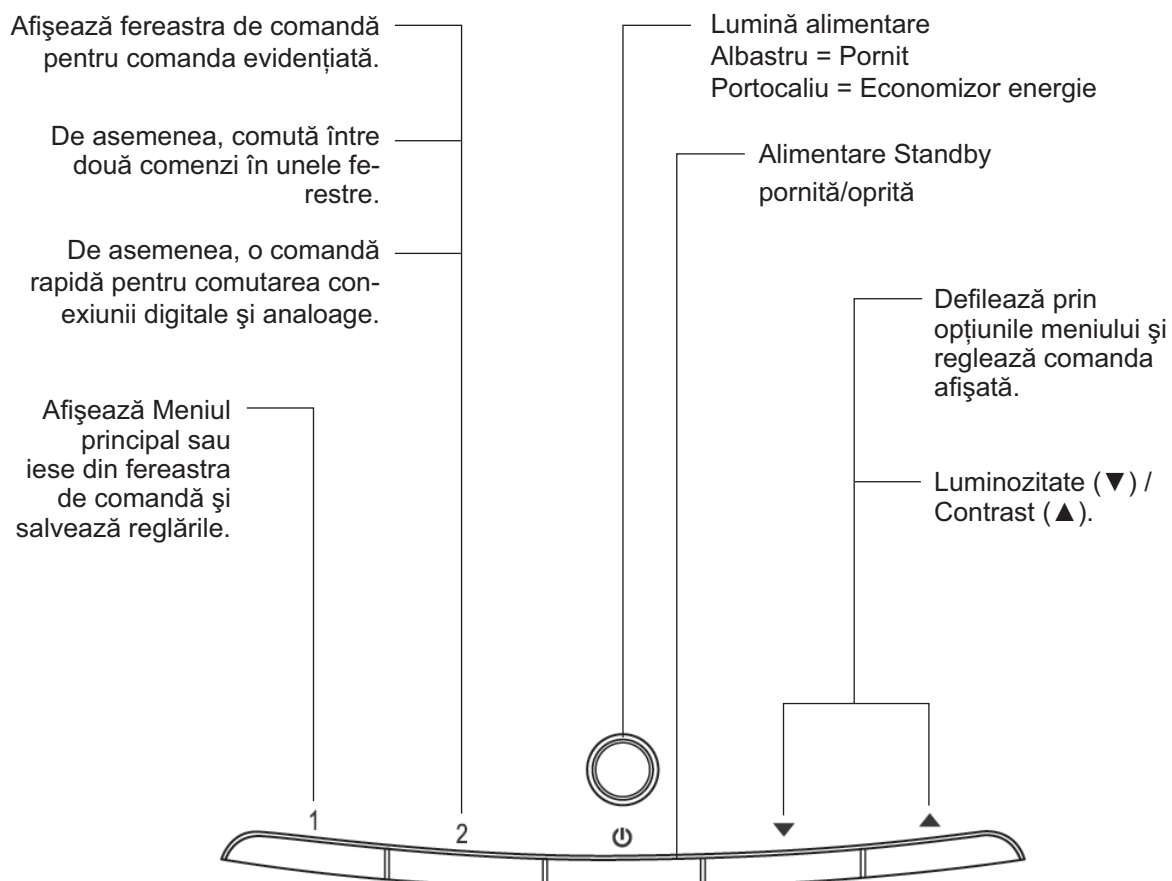 Afişează fereastra de comandă
pentru comanda evidențiată.
De asemenea, comută între
două comenzi în unele fe-
restre.
De asemenea, o comandă
rapidă pentru comutarea con-
exiunii digitale şi analoage.
Afişează Meniul
principal sau
iese din fereastra
de comandă şi
salvează reglările.
Lumină alimentare
Albastru = Pornit
Portocaliu = Economizor energie
Alimentare Standby
pornită/oprită
Defilează prin
opțiunile meniului şi
reglează comanda
afişată.
Luminozitate (▼) /
Contrast (▲).
1
2
⏻
▼
▲